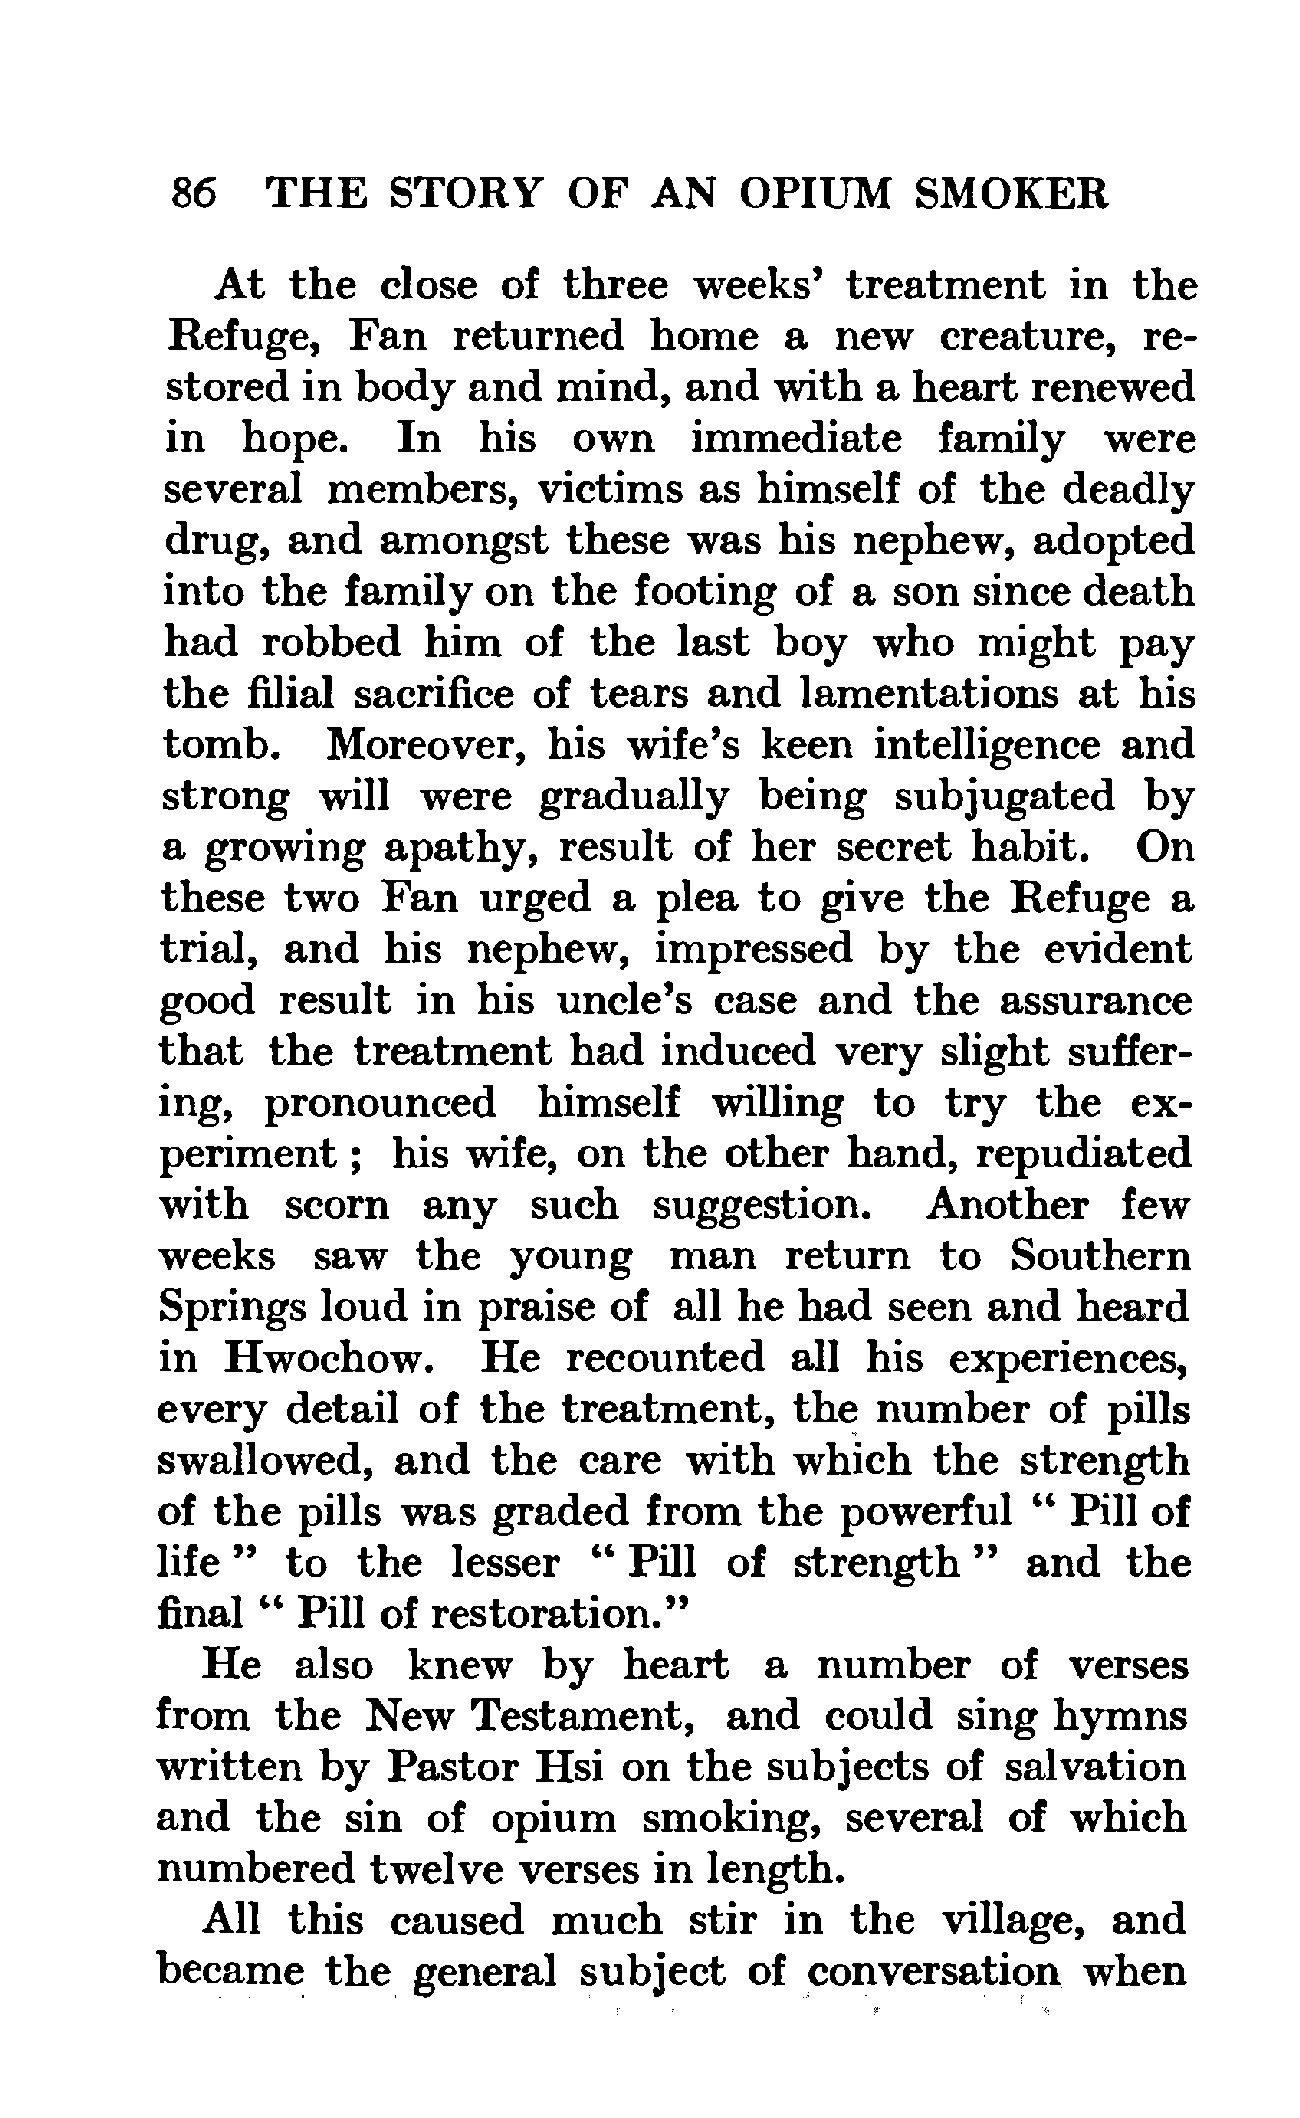 86 THE STORY OF AN OPIUM SMOKER
At the close of three weeks' treatment in the
Refuge, Fan returned home a new creature, re-
stored in body and mind, and with a heart renewed
in hope. In his own immediate family were
several members, victims as himself of the deadly
drug, and amongst these was his nephew, adopted
into the family on the footing of a son since death
had robbed him of the last boy who might pay
the filial sacrifice of tears and lamentations at his
tomb. Moreover, his wife's keen intelligence and
strong will were gradually being subjugated by
a growing apathy, result of her secret habit. On
these two Fan urged a plea to give the Refuge a
trial, and his nephew, impressed by the evident
good result in his uncle's case and the assurance
that the treatment had induced very slight suffer-
ing, pronounced himself willing to try the ex-
periment ; his wife, on the other hand, repudiated
with scorn any such suggestion. Another few
weeks saw the young man return to Southern
Springs loud in praise of all he had seen and heard
in Hwochow. He recounted all his experiences,
every detail of the treatment, the number of pills
swallowed, and the care with which the strength
of the pills was graded from the powerful “ Pill of
life ” to the lesser “ Pill of strength ” and the
final “ Pill of restoration.”
He also knew by heart a number of verses
from the New Testament, and could sing hymns
written by Pastor Hsi on the subjects of salvation
and the sin of opium smoking, several of which
numbered twelve verses in length.
All this caused much stir in the village, and
became the general subject of conversation when